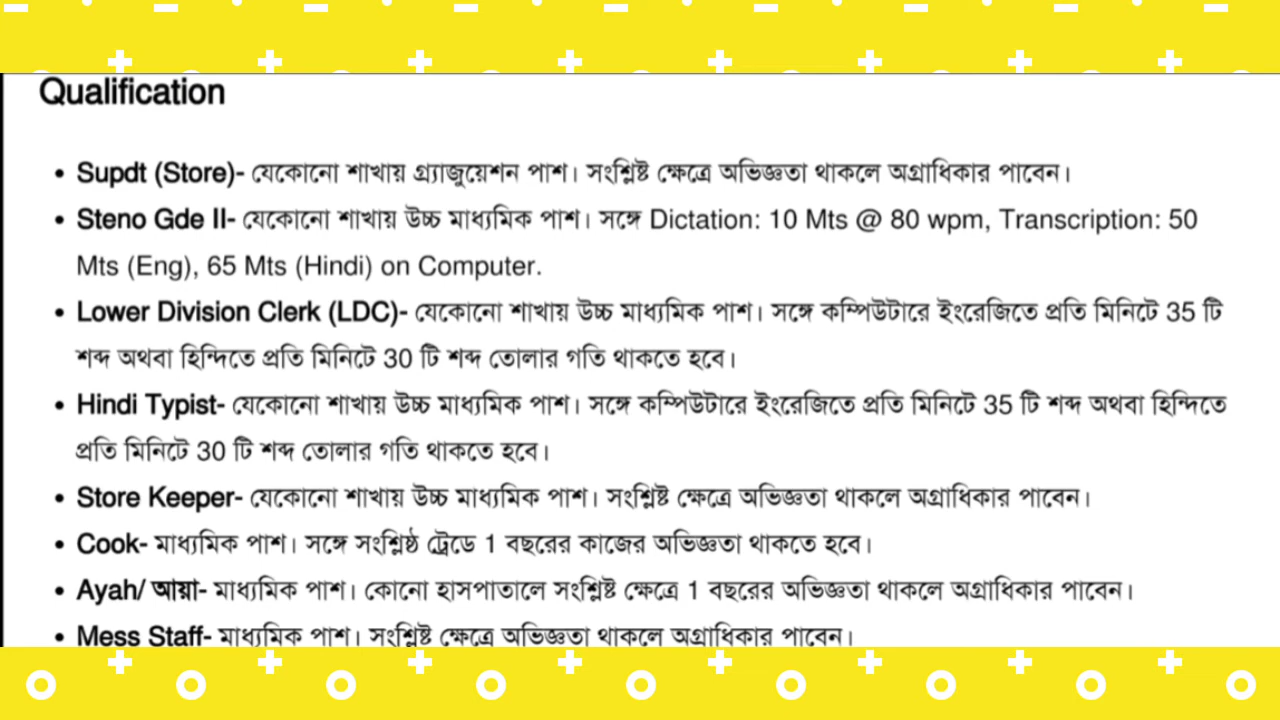 Qualification
• Supdt (Store)- যেকোনো শাখায় গ্র্যাজুয়েশন পাশ। সংশ্লিষ্ট ক্ষেত্রে অভিজ্ঞতা থাকলে অগ্রাধিকার পাবেন।
• Steno Gde II- যেকোনো শাখায় উচ্চ মাধ্যমিক পাশ। সঙ্গে Dictation: 10 Mts @ 80 wpm, Transcription: 50
Mts (Eng), 65 Mts (Hindi) on Computer.
• Lower Division Clerk (LDC)- যেকোনো শাখায় উচ্চ মাধ্যমিক পাশ। সঙ্গে কম্পিউটারে ইংরেজিতে প্রতি মিনিটে 35 টি
শব্দ অথবা হিন্দিতে প্রতি মিনিটে 30 টি শব্দ তোলার গতি থাকতে হবে।
• Hindi Typist- যেকোনো শাখায় উচ্চ মাধ্যমিক পাশ। সঙ্গে কম্পিউটারে ইংরেজিতে প্রতি মিনিটে 35 টি শব্দ অথবা হিন্দিতে
প্রতি মিনিটে 30 টি শব্দ তোলার গতি থাকতে হবে।
• Store Keeper- যেকোনো শাখায় উচ্চ মাধ্যমিক পাশ। সংশ্লিষ্ট ক্ষেত্রে অভিজ্ঞতা থাকলে অগ্রাধিকার পাবেন।
• Cook- মাধ্যমিক পাশ। সঙ্গে সংশ্লিষ্ঠ ট্রেডে 1 বছরের কাজের অভিজ্ঞতা থাকতে হবে।
• Ayah/ আয়া- মাধ্যমিক পাশ। কোনো হাসপাতালে সংশ্লিষ্ট ক্ষেত্রে 1 বছরের অভিজ্ঞতা থাকলে অগ্রাধিকার পাবেন।
• Mess Staff- মাধ্যমিক পাশ। সংশ্লিষ্ট ক্ষেত্রে অভিজ্ঞতা থাকলে অগ্রাধিকার পাবেন।